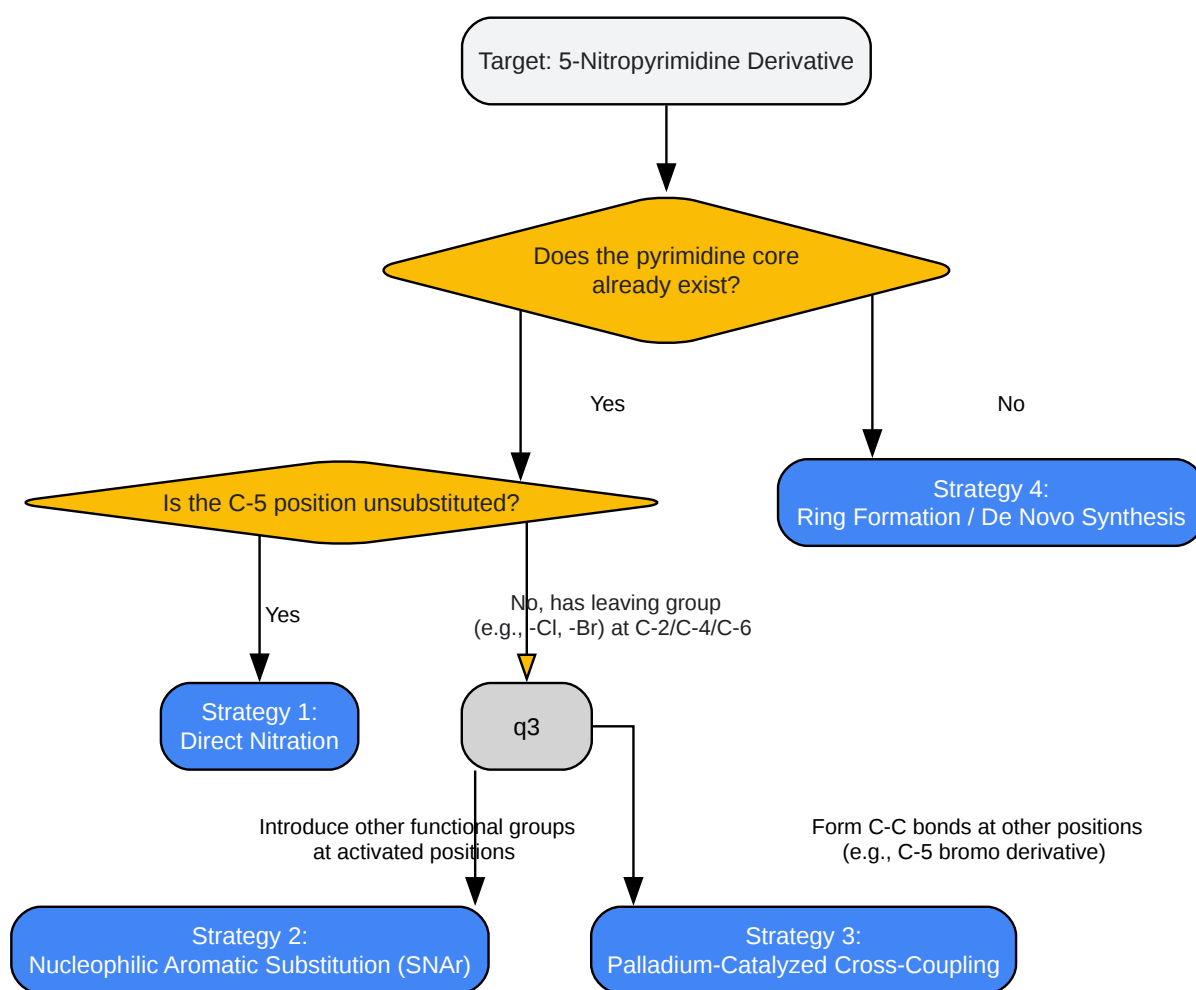 Target: 5-Nitropyrimidine Derivative
Does the pyrimidine core
already exist?
Yes
No
Is the C-5 position unsubstituted?
Strategy 4:
Ring Formation / De Novo Synthesis
Yes
No, has leaving group
(e.g., -Cl, -Br) at C-2/C-4/C-6
Strategy 1:
Direct Nitration
q3
Introduce other functional groups
at activated positions
Form C-C bonds at other positions
(e.g., C-5 bromo derivative)
Strategy 2:
Nucleophilic Aromatic Substitution (SNAr)
Strategy 3:
Palladium-Catalyzed Cross-Coupling